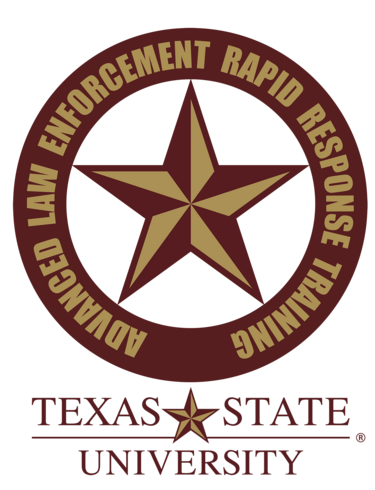 ADVANCED LAW ENFORCEMENT RAPID RESPONSE TRAINING
TEXAS STATE
UNIVERSITY ®